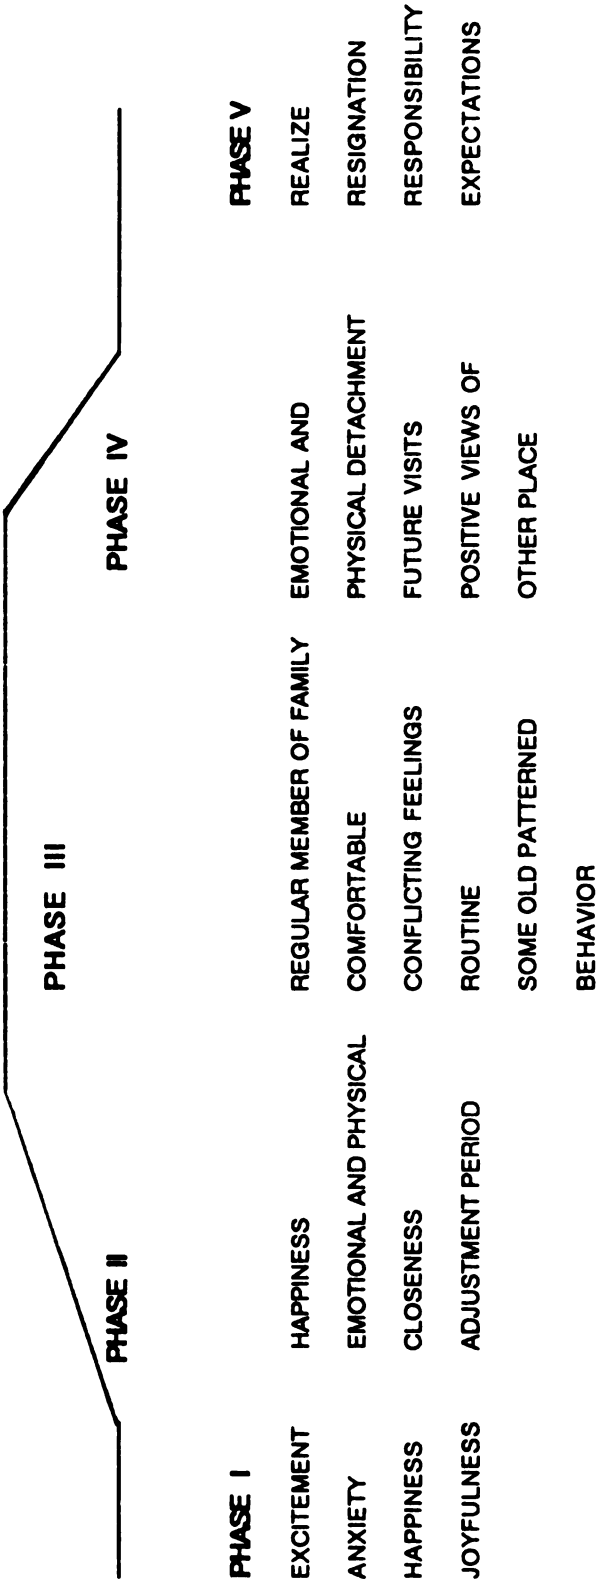 PHASE I
EXCITEMENT
ANXIETY
HAPPINESS
JOYFULNESS
PHASE II
HAPPINESS
EMOTIONAL AND PHYSICAL
CLOSENESS
ADJUSTMENT PERIOD
PHASE III
REGULAR MEMBER OF FAMILY
COMFORTABLE
CONFLICTING FEELINGS
ROUTINE
SOME OLD PATTERNED
BEHAVIOR
PHASE IV
EMOTIONAL AND
PHYSICAL DETACHMENT
FUTURE VISITS
POSITIVE VIEWS OF
OTHER PLACE
PHASE V
REALIZE
RESIGNATION
RESPONSIBILITY
EXPECTATIONS